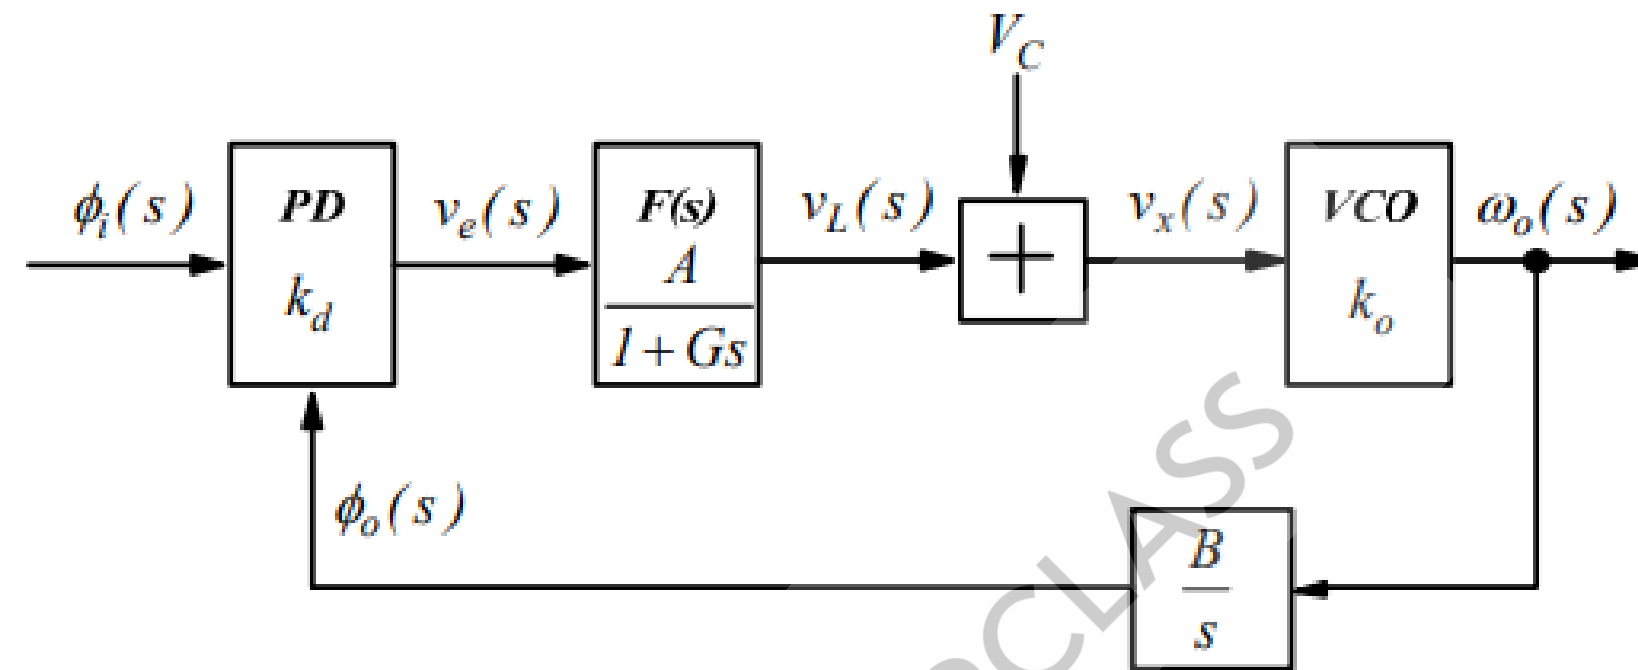 V_C
ϕ_i(s)
PD
k_d
v_e(s)
F(s)
A
1 + Gs
v_L(s)
+
v_x(s)
VCO
k_o
ω_o(s)
ϕ_o(s)
B
s